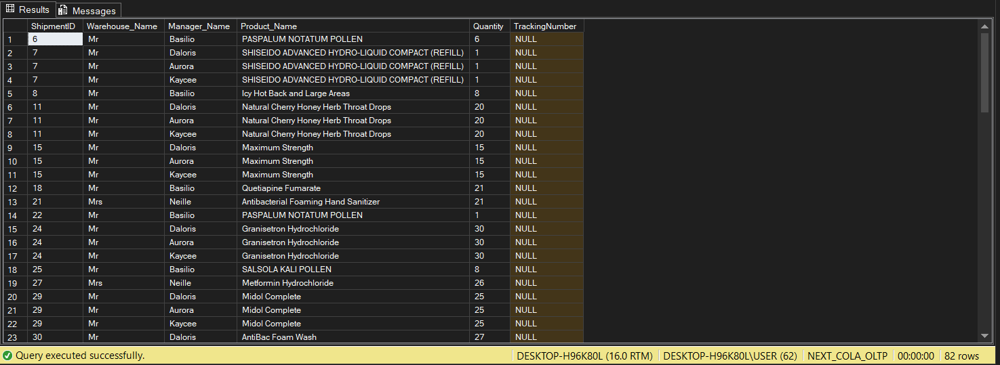 Results Messages
ShipmentID Warehouse_Name Manager_Name Product_Name Quantity TrackingNumber
1 6 Mr Basilio PASPALUM NOTATUM POLLEN 6 NULL
2 7 Mr Daloris SHISEIDO ADVANCED HYDRO-LIQUID COMPACT (REFILL) 1 NULL
3 7 Mr Aurora SHISEIDO ADVANCED HYDRO-LIQUID COMPACT (REFILL) 1 NULL
4 7 Mr Kaycee SHISEIDO ADVANCED HYDRO-LIQUID COMPACT (REFILL) 1 NULL
5 8 Mr Basilio Icy Hot Back and Large Areas 8 NULL
6 11 Mr Daloris Natural Cherry Honey Herb Throat Drops 20 NULL
7 11 Mr Aurora Natural Cherry Honey Herb Throat Drops 20 NULL
8 11 Mr Kaycee Natural Cherry Honey Herb Throat Drops 20 NULL
9 15 Mr Daloris Maximum Strength 15 NULL
10 15 Mr Aurora Maximum Strength 15 NULL
11 15 Mr Kaycee Maximum Strength 15 NULL
12 18 Mr Basilio Quetiapine Fumarate 21 NULL
13 21 Mrs Neille Antibacterial Foaming Hand Sanitizer 21 NULL
14 22 Mr Basilio PASPALUM NOTATUM POLLEN 1 NULL
15 24 Mr Daloris Granisetron Hydrochloride 30 NULL
16 24 Mr Aurora Granisetron Hydrochloride 30 NULL
17 24 Mr Kaycee Granisetron Hydrochloride 30 NULL
18 25 Mr Basilio SALSOLA KALI POLLEN 8 NULL
19 27 Mrs Neille Metformin Hydrochloride 26 NULL
20 29 Mr Daloris Midol Complete 25 NULL
21 29 Mr Aurora Midol Complete 25 NULL
22 29 Mr Kaycee Midol Complete 25 NULL
23 30 Mr Daloris AntiBac Foam Wash 27 NULL
Query executed successfully. DESKTOP-H96K80L (16.0 RTM) DESKTOP-H96K80L\USER (62) NEXT_COLA_OLTP 00:00:00 82 rows